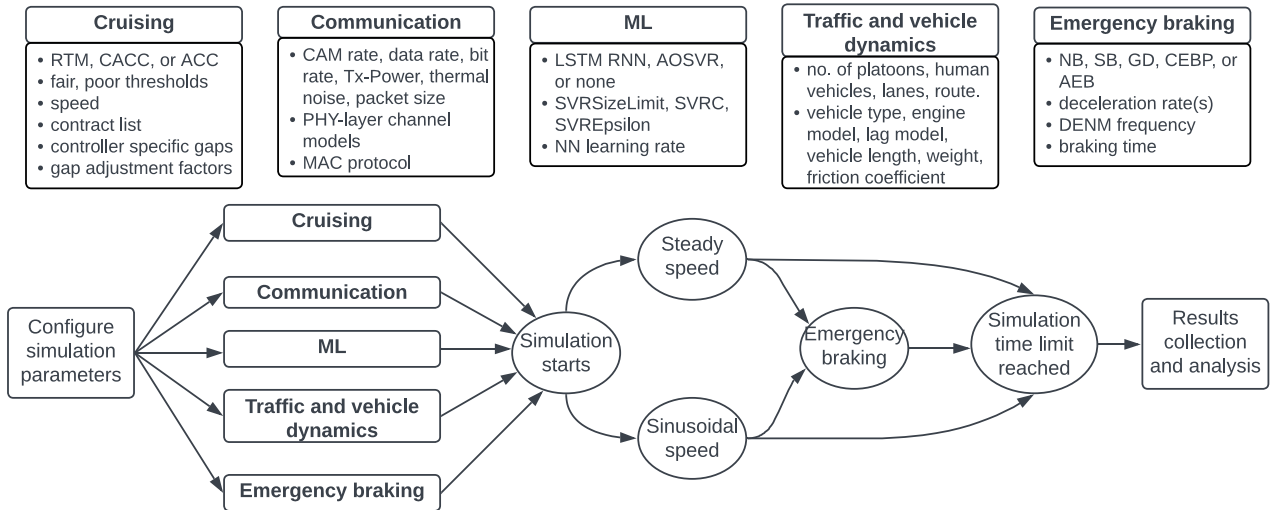 Cruising
• RTM, CACC, or ACC
• fair, poor thresholds
• speed
• contract list
• controller specific gaps
• gap adjustment factors
Communication
• CAM rate, data rate, bit
rate, Tx-Power, thermal
noise, packet size
• PHY-layer channel
models
• MAC protocol
ML
• LSTM RNN, AOSVR,
or none
• SVRSizeLimit, SVRC,
SVREpsilon
• NN learning rate
Traffic and vehicle
dynamics
• no. of platoons, human
vehicles, lanes, route.
• vehicle type, engine
model, lag model,
vehicle length, weight,
friction coefficient
Emergency braking
• NB, SB, GD, CEBP, or
AEB
• deceleration rate(s)
• DENM frequency
• braking time
Configure
simulation
parameters
Cruising
Communication
ML
Traffic and vehicle
dynamics
Emergency braking
Simulation
starts
Steady
speed
Sinusoidal
speed
Emergency
braking
Simulation
time limit
reached
Results
collection
and analysis